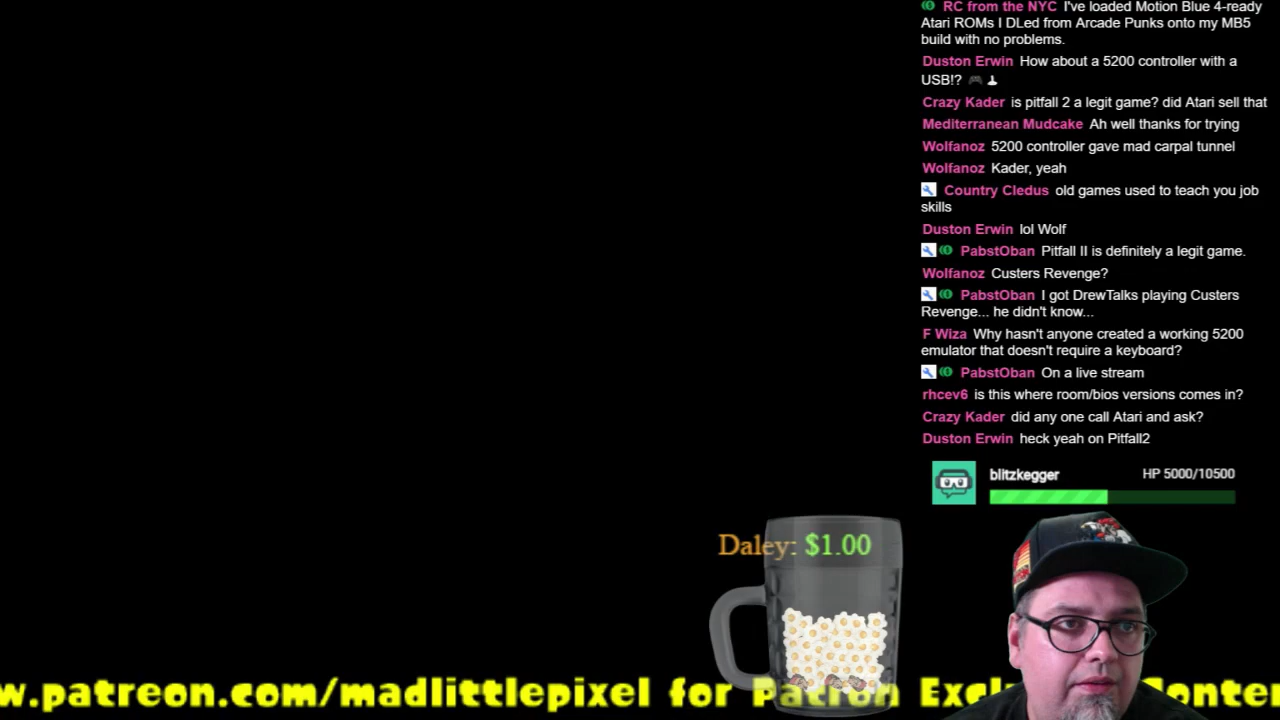 RC from the NYC I've loaded Motion Blue 4-ready
Atari ROMs I DLed from Arcade Punks onto my MB5
build with no problems.
Duston Erwin How about a 5200 controller with a
USB!? 🎮🕹
Crazy Kader is pitfall 2 a legit game? did Atari sell that
Mediterranean Mudcake Ah well thanks for trying
Wolfanoz 5200 controller gave mad carpal tunnel
Wolfanoz Kader, yeah
Country Cledus old games used to teach you job
skills
Duston Erwin lol Wolf
PabstOban Pitfall II is definitely a legit game.
Wolfanoz Custers Revenge?
PabstOban I got DrewTalks playing Custers
Revenge... he didn't know...
F Wiza Why hasn't anyone created a working 5200
emulator that doesn't require a keyboard?
PabstOban On a live stream
rhcev6 is this where room/bios versions comes in?
Crazy Kader did any one call Atari and ask?
Duston Erwin heck yeah on Pitfall2
blitzkegger HP 5000/10500
Daley: $1.00
w.patreon.com/madlittlepixel for Patron